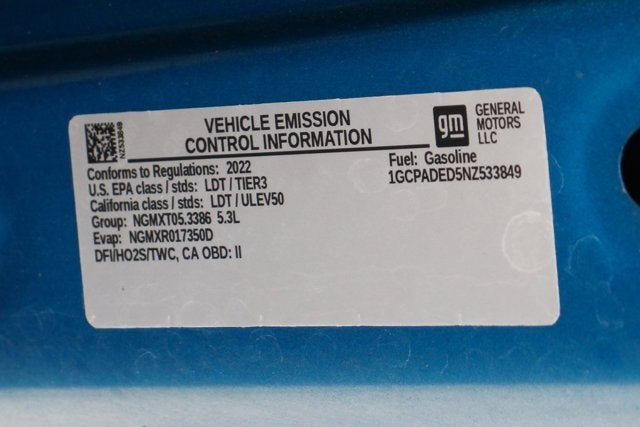 VEHICLE EMISSION
CONTROL INFORMATION
gm
GENERAL
MOTORS
LLC
NZ533849
Conforms to Regulations: 2022
U.S. EPA class / stds: LDT / TIER3
California class / stds: LDT / ULEV50
Group: NGMXT05.3386 5.3L
Evap: NGMXR017350D
DFI/HO2S/TWC, CA OBD: II
Fuel: Gasoline
1GCPADED5NZ533849